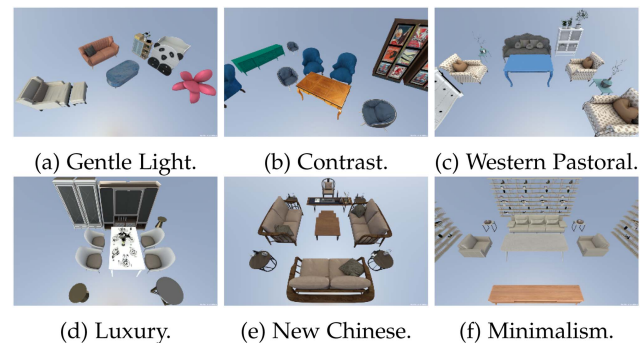 (a) Gentle Light.
(b) Contrast.
(c) Western Pastoral.
(d) Luxury.
(e) New Chinese.
(f) Minimalism.